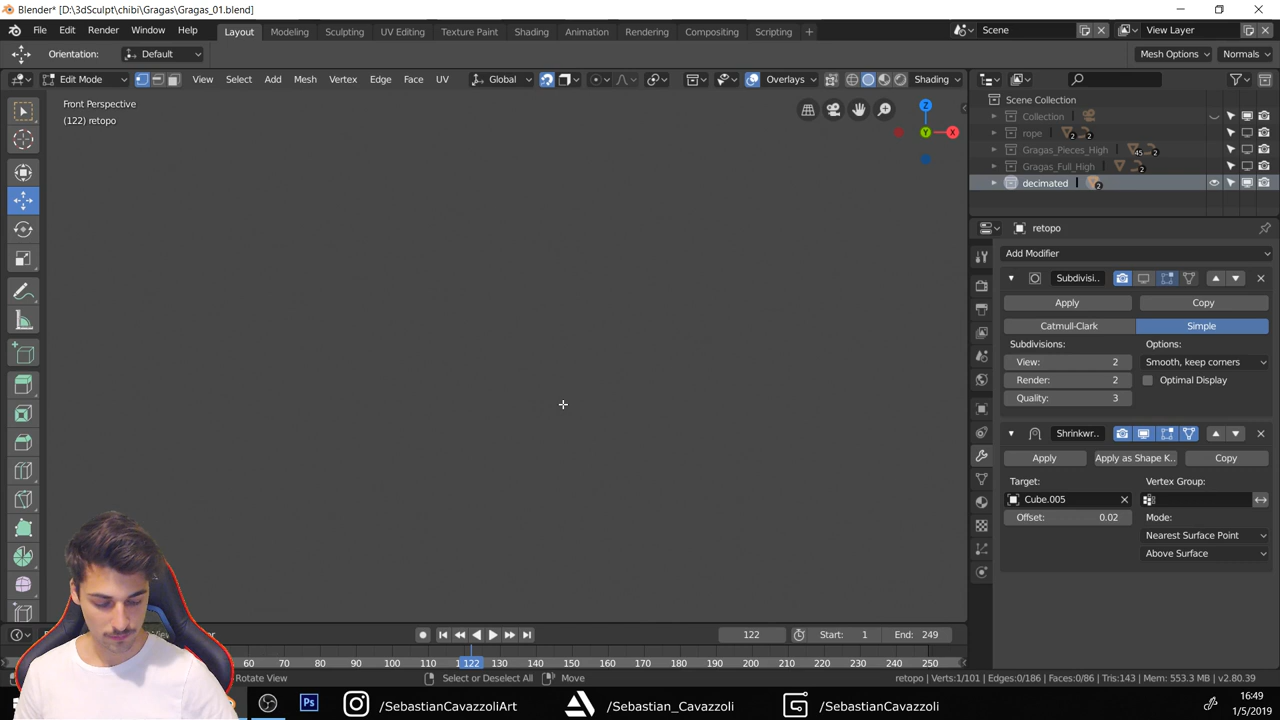 Blender* [D:\3dSculpt\chibi\Gragas\Gragas_01.blend]
File Edit Render Window Help Layout Modeling Sculpting UV Editing Texture Paint Shading Animation Rendering Compositing Scripting + Scene View Layer
Orientation: Default Mesh Options Normals
Edit Mode View Select Add Mesh Vertex Edge Face UV Global Overlays Shading
Front Perspective
(122) retopo
Z
Y
X
Scene Collection
Collection
rope 2 2
Gragas_Pieces_High 45 2
Gragas_Full_High 2
decimated 2
retopo
Add Modifier
Subdivisi..
Apply Copy
Catmull-Clark Simple
Subdivisions: Options:
View: 2 Smooth, keep corners
Render: 2 Optimal Display
Quality: 3
Shrinkwr..
Apply Apply as Shape K.. Copy
Target: Vertex Group:
Cube.005
Offset: 0.02 Mode:
Nearest Surface Point
Above Surface
122 Start: 1 End: 249
60 70 80 90 100 110 122 130 140 150 160 170 180 190 200 210 220 230 240 250
Rotate View Select or Deselect All Move retopo | Verts:1/101 | Edges:0/186 | Faces:0/86 | Tris:143 | Mem: 553.3 MB | v2.80.39
Ps /SebastianCavazzoliArt /Sebastian_Cavazzoli /SebastianCavazzoli
16:49
1/5/2019